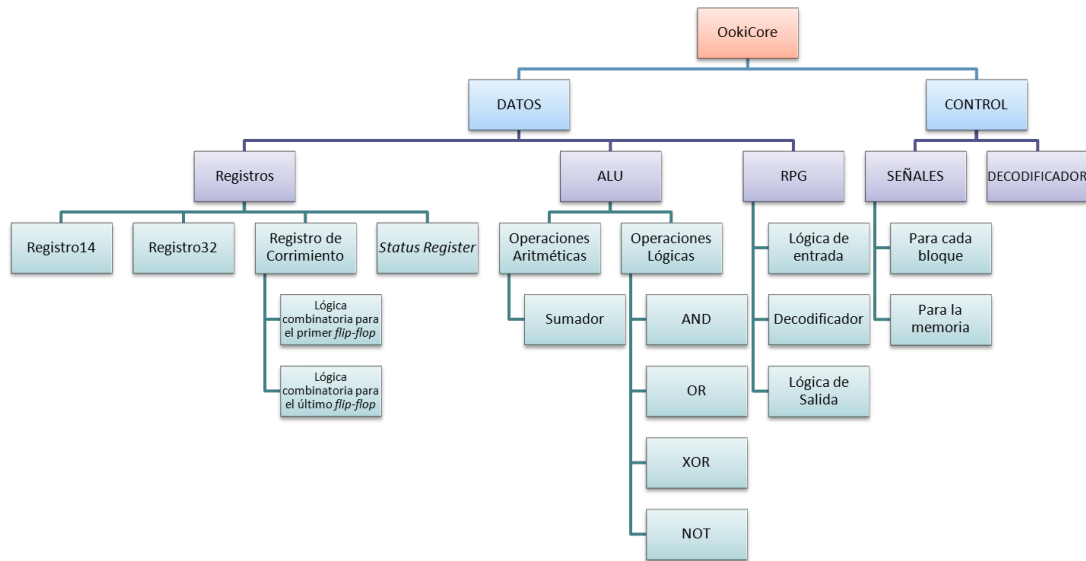 OokiCore
DATOS
CONTROL
Registros
ALU
RPG
SEÑALES
DECODIFICADOR
Registro14
Registro32
Registro de
Corrimiento
Status Register
Operaciones
Aritméticas
Operaciones
Lógicas
Lógica de
entrada
Para cada
bloque
Lógica
combinatoria para
el primer flip-flop
Sumador
AND
Decodificador
Para la
memoria
Lógica
combinatoria para
el último flip-flop
OR
Lógica de
Salida
XOR
NOT